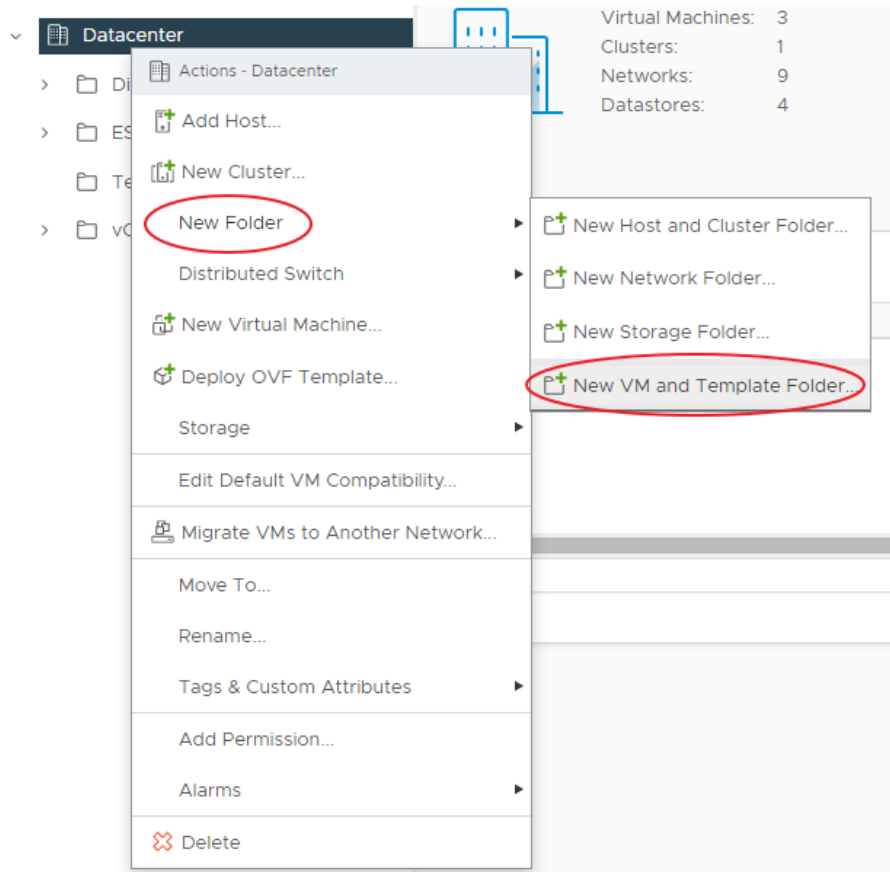 Datacenter
Virtual Machines: 3
Clusters: 1
Networks: 9
Datastores: 4
Actions - Datacenter
Add Host...
New Cluster...
New Folder
Distributed Switch
New Virtual Machine...
Deploy OVF Template...
Storage
Edit Default VM Compatibility...
Migrate VMs to Another Network...
Move To...
Rename...
Tags & Custom Attributes
Add Permission...
Alarms
Delete
New Host and Cluster Folder...
New Network Folder...
New Storage Folder...
New VM and Template Folder...